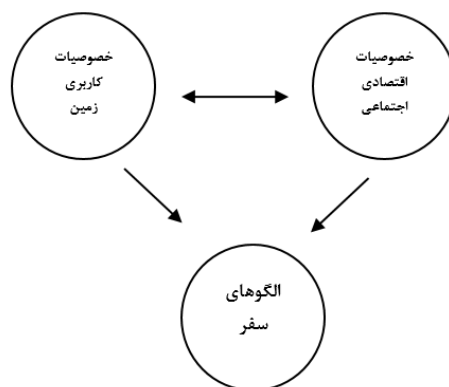 خصوصیات
اقتصادی
اجتماعی
خصوصیات
کاربری
زمین
الگوهای
سفر